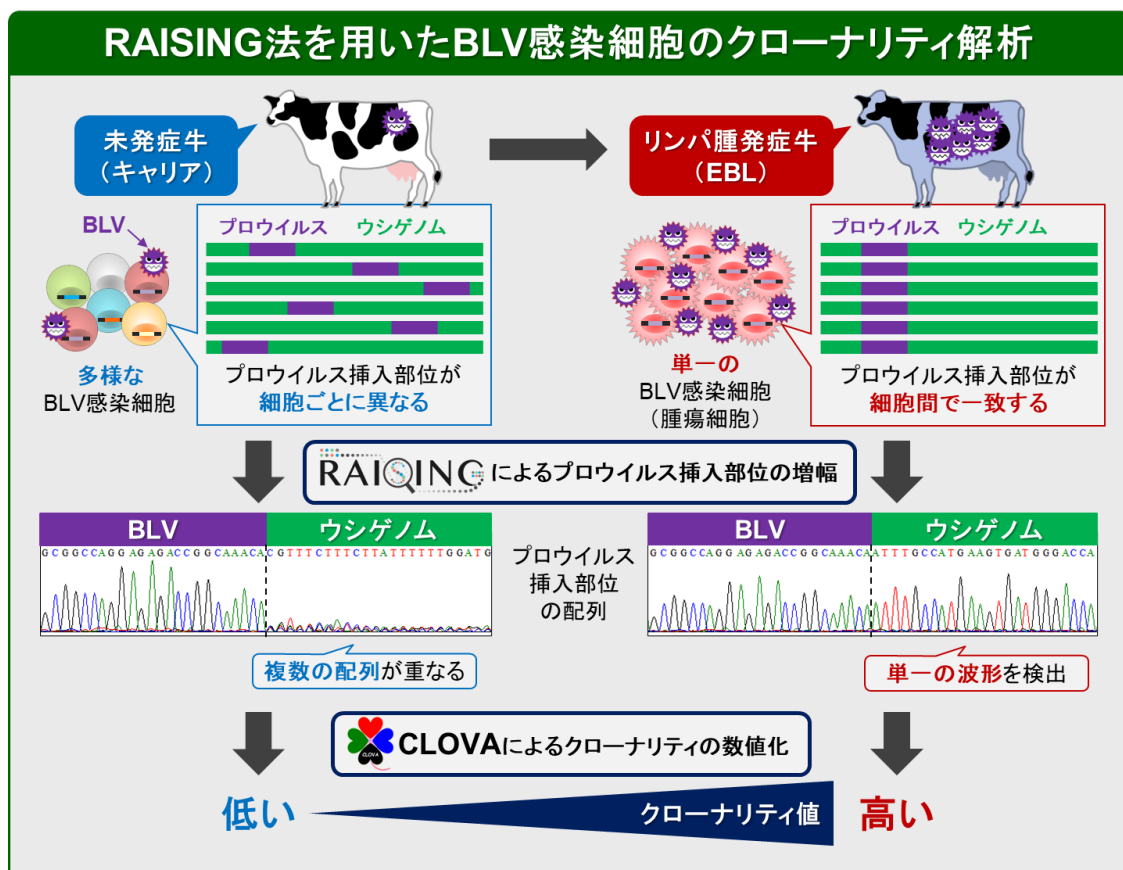 RAISING法を用いたBLV感染細胞のクローナリティ解析
未発症牛
（キャリア）
リンパ腫発症牛
（EBL）
BLV
プロウイルス ウシゲノム
多様な
BLV感染細胞
プロウイルス挿入部位が
細胞ごとに異なる
プロウイルス ウシゲノム
単一の
BLV感染細胞
（腫瘍細胞）
プロウイルス挿入部位が
細胞間で一致する
RAISINGによるプロウイルス挿入部位の増幅
BLV ウシゲノム
GCGGCCAGGAGAGACCGGCAAACACGTTTCTTTCTTATTTTTTGGATG
複数の配列が重なる
プロウイルス
挿入部位
の配列
BLV ウシゲノム
GCGGCCAGGAGAGACCGGCAAACAATTTGCCATGAAGTGATGGGACCA
単一の波形を検出
CLOVA
CLOVAによるクローナリティの数値化
低い
クローナリティ値
高い